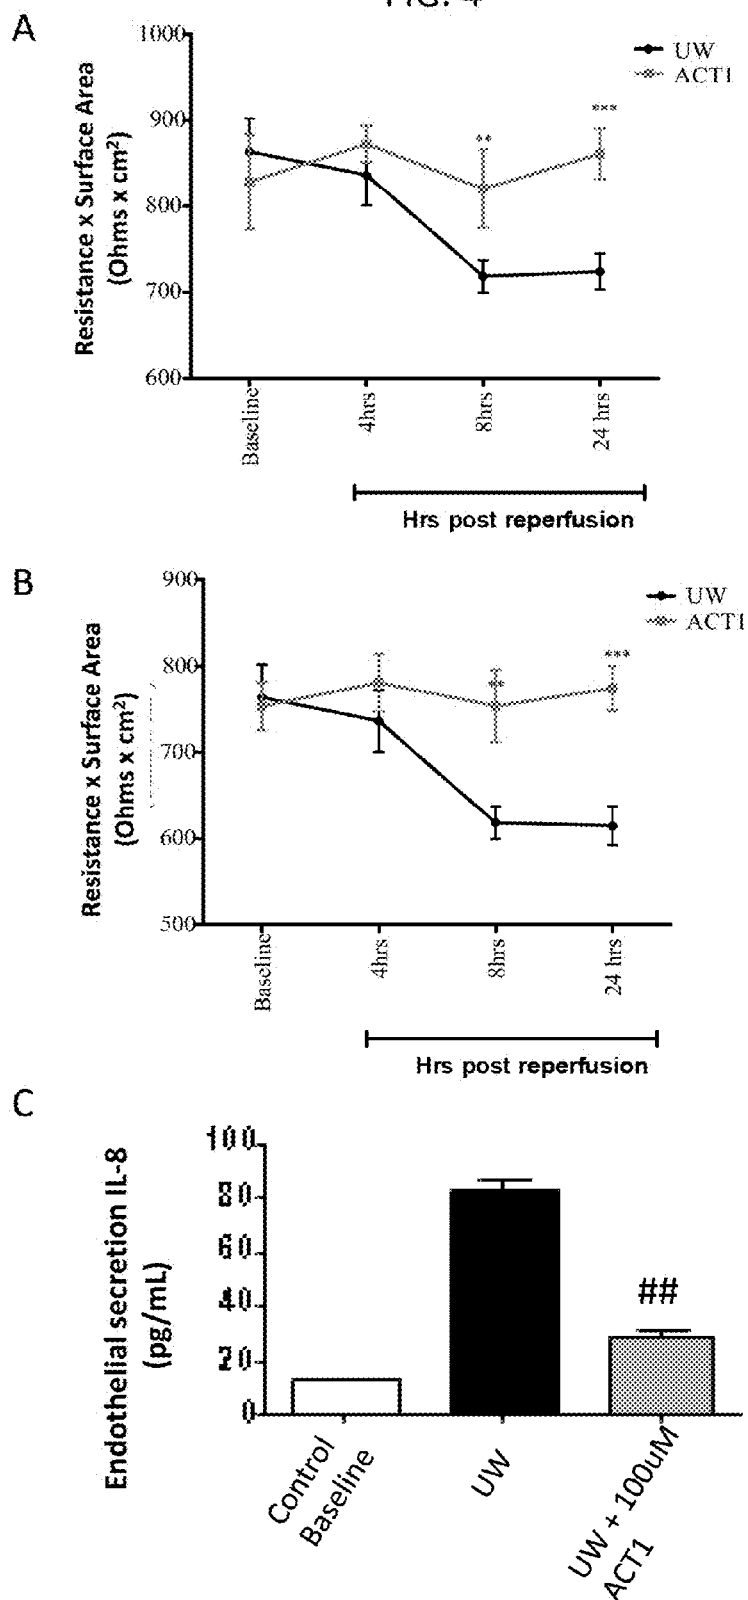 FIG. 4
A
Resistance x Surface Area
(Ohms x cm²)
1000
900
800
700
600
UW
ACT1
**
***
Baseline
4hrs
8hrs
24 hrs
Hrs post reperfusion
B
Resistance x Surface Area
(Ohms x cm²)
900
800
700
600
500
UW
ACT1
**
***
Baseline
4hrs
8hrs
24 hrs
Hrs post reperfusion
C
Endothelial secretion IL-8
(pg/mL)
100
80
60
40
20
0
##
Control
Baseline
UW
UW + 100uM
ACT1